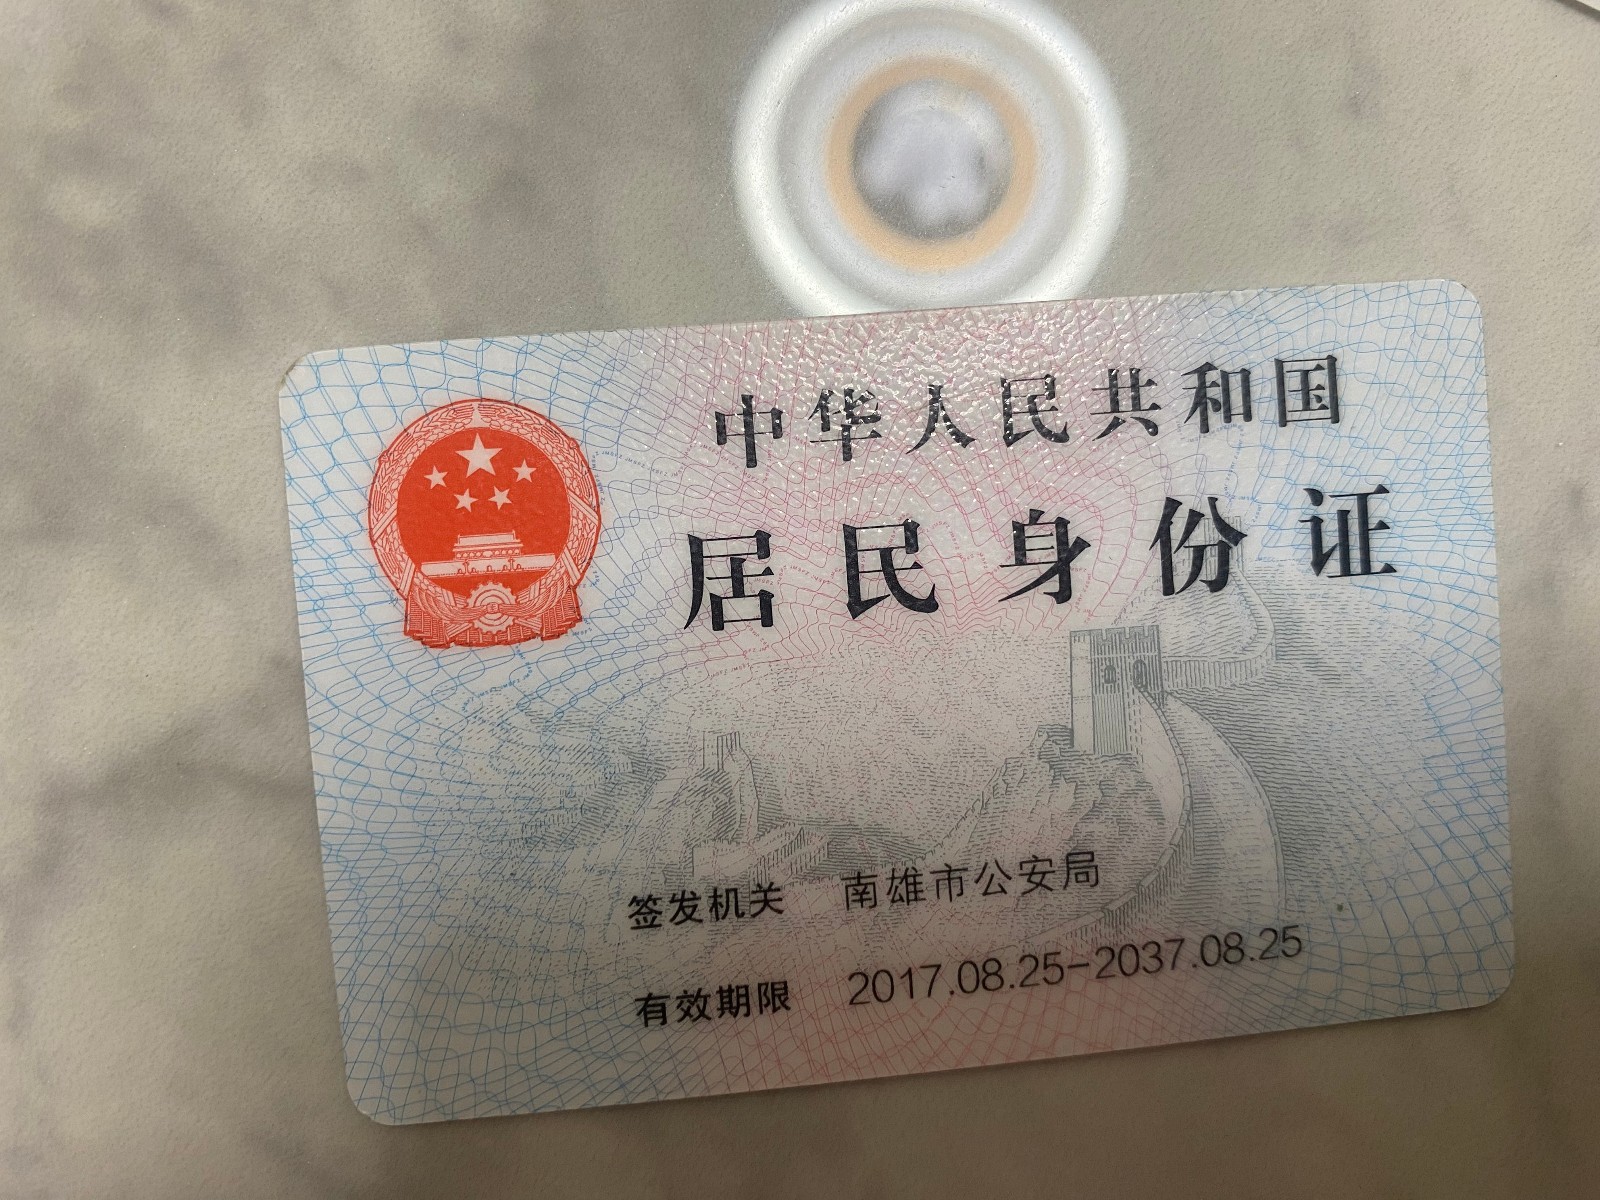 中华人民共和国
居民身份证
签发机关 南雄市公安局
有效期限 2017.08.25-2037.08.25